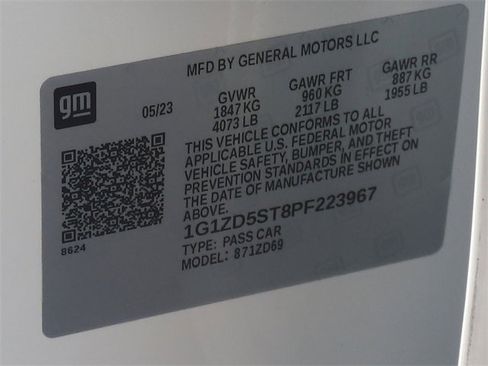 MFD BY GENERAL MOTORS LLC
gm
05/23
GVWR GAWR FRT GAWR RR
1847 KG 960 KG 887 KG
4073 LB 2117 LB 1955 LB
THIS VEHICLE CONFORMS TO ALL
APPLICABLE U.S. FEDERAL MOTOR
VEHICLE SAFETY, BUMPER, AND THEFT
PREVENTION STANDARDS IN EFFECT ON
THE DATE OF MANUFACTURE SHOWN
ABOVE.
1G1ZD5ST8PF223967
TYPE: PASS CAR
MODEL: 871ZD69
8624